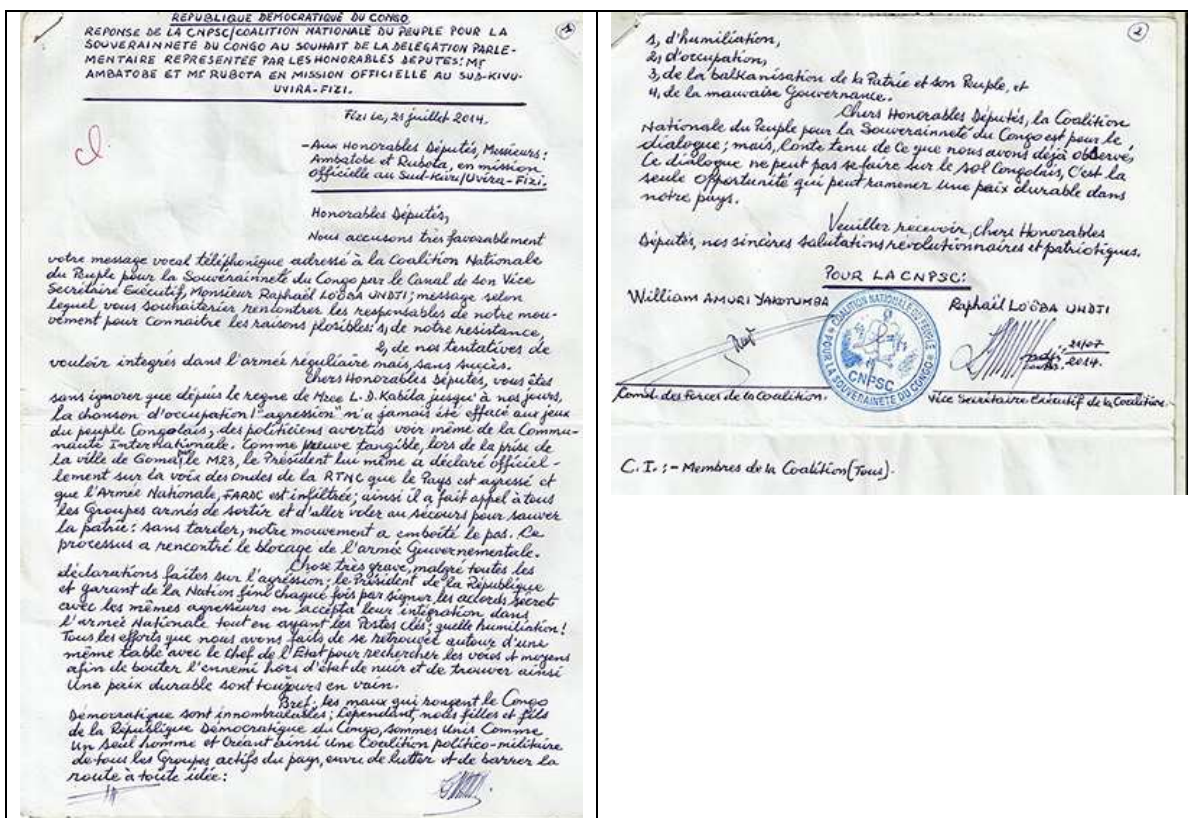 REPUBLIQUE DEMOCRATIQUE DU CONGO
①
REPONSE DE LA CNPSC/COALITION NATIONALE DU PEUPLE POUR LA
SOUVERAINNETE DU CONGO AU SOUHAIT DE LA DELEGATION PARLE-
MENTAIRE REPRESENTEE PAR LES HONORABLES DEPUTES: MR
AMBATOBE ET MR RUBOTA EN MISSION OFFICIELLE AU SUD-KIVU-
UVIRA-FIZI.
Fizi le, 21 juillet 2014.
-Aux Honorables Députés, Messieurs:
Ambatobe et Rubota, en mission
officielle au Sud-Kivu/Uvira-Fizi.
Honorables Députés,
Nous accusons très favorablement
votre message vocal téléphonique adressé à la Coalition Nationale
du Peuple pour la Souverainneté du Congo par le Canal de son Vice
Secrétaire Exécutif, Monsieur Raphaël LOOBA UNDJI; message selon
lequel vous souhaiterier rencontrer les responsables de notre mou-
vement pour connaitre les raisons plosibles: 1, de notre resistance,
2, de nos tentatives de
vouloir integrés dans l'armée réguliaire mais, sans succès.
Chers Honorables Députés, vous êtes
sans ignorer que dépuis le regne de Mzee L.D. Kabila jusqu'à nos jours,
la chanson d'occupation l'"agression" n'a jamais été effacé aux jeux
du peuple Congolais; des politiciens avertis voir même de la Commu-
nauté Internationale. Comme preuve tangible, lors de la prise de
la ville de Goma, le M23, le Président lui même a déclaré officiel-
lement sur la voix des ondes de la RTNC que le Pays est agressé et
que l'Armée Nationale, FARDC est infiltrée; ainsi il a fait appel à tous
les Groupes armés de sortir et d'aller voler au sécours pour sauver
la patrie: sans tarder, notre mouvement a emboîté le pas. Ce
processus a rencontré le blocage de l'armée Gouvernementale.
Chose très grave, malgré toutes les
déclarations faites sur l'agréssion; le Président de la République
et garant de la Nation fini chaque fois par signer les accords sécret
avec les mêmes agresseurs en accepta leur intégration dans
l'armée Nationale tout en ayant les Postes clés; quelle humiliation!
Tous les efforts que nous avons faits de se retrouver autour d'une
même table avec le Chef de l'Etat pour rechercher les voies et moyens
afin de bouter l'ennemi hors d'état de nuir et de trouver ainsi
Une paix durable sont toujours en vain.
Bref: les maux qui rongent le Congo
Démocratique sont innombralables; Cépendant, nous filles et fils
de la République Démocratique du Congo, sommes Unis Comme
Un seul homme et Créant ainsi Une Coalition politico-militaire
de tous les Groupes actifs du pays, envu de lutter et de barrer la
route à toute idée:
②
1, d'humiliation,
2, d'occupation,
3, de la balkanisation de la Patrie et son Peuple, et
4, de la mauvaise Gouvernance.
Chers Honorables Députés, la Coalition
Nationale du Peuple pour la Souverainneté du Congo est pour le
dialogue; mais, Conte tenu de Ce que nous avons déjà observés
Ce dialogue ne peut pas se faire sur le sol Congolais, C'est la
seule opportunité qui peut ramener une paix durable dans
notre pays.
Veuillez récevoir, Chers Honorables
Députés, nos sincères salutations révolutionnaires et patriotiques.
POUR LA CNPSC:
William AMURI YAKOTUMBA
Raphaël LOOBA UNDJI
COALITION NATIONALE DU PEUPLE
POUR LA SOUVERAINETE DU CONGO
CNPSC
21/07
2014.
Comd. des Forces de la Coalition.
Vice Secrétaire Exécutif de la Coalition.
C.I.:- Membres de la Coalition (Tous).